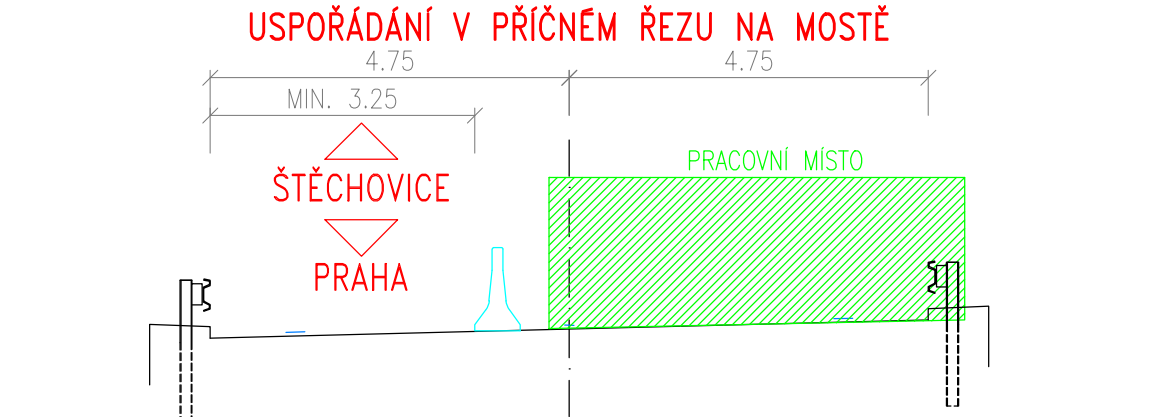 USPOŘÁDÁNÍ V PŘÍČNÉM ŘEZU NA MOSTĚ
4.75 4.75
MIN. 3.25
PRACOVNÍ MÍSTO
ŠTĚCHOVICE
PRAHA